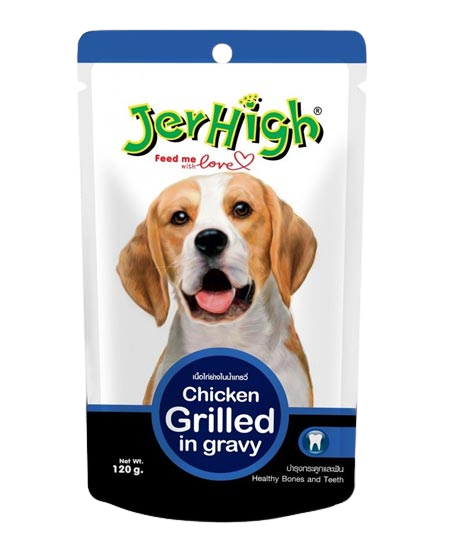 JerHigh®
Feed me
with love
เนื้อไก่ย่างในน้ำเกรวี่
Chicken
Grilled
in gravy
Net Wt.
120 g.
บำรุงกระดูกและฟัน
Healthy Bones and Teeth